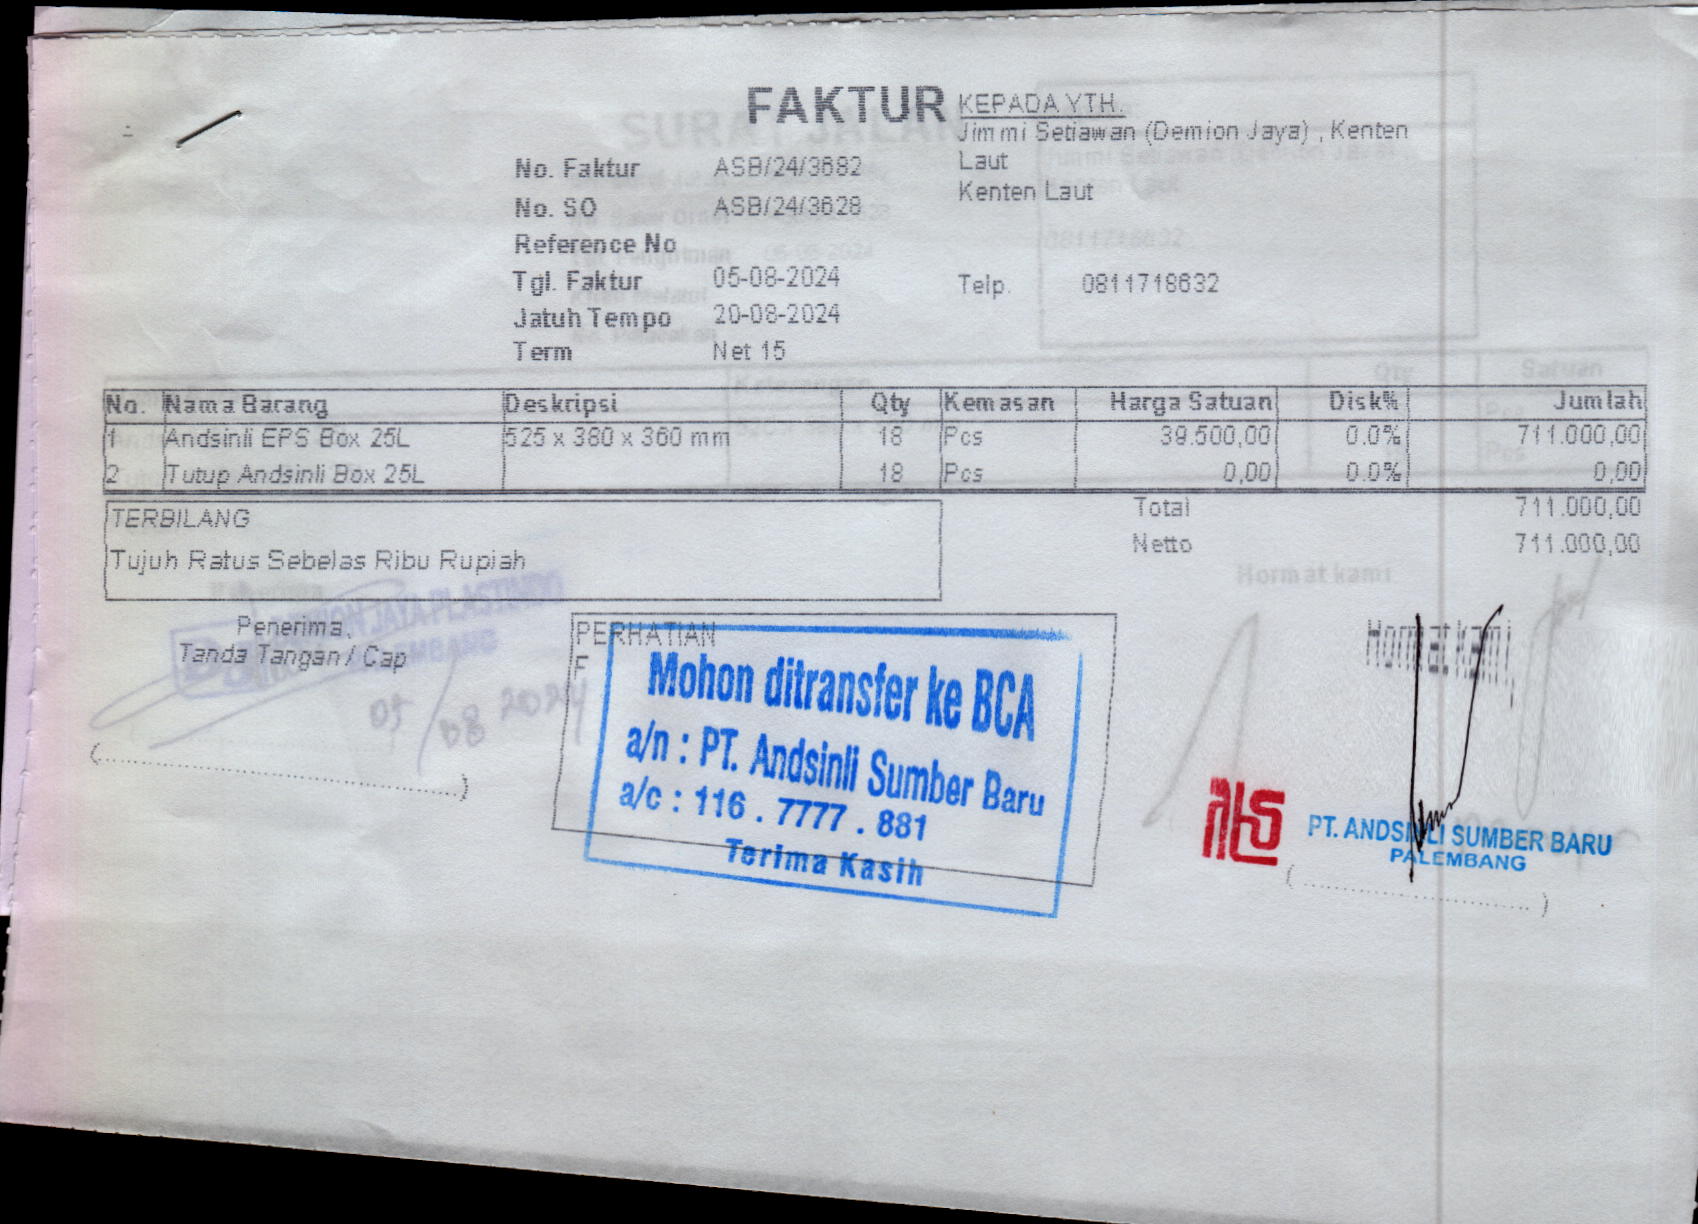 FAKTUR
KEPADA YTH.
Jimmi Setiawan (Demion Jaya) , Kenten
Laut
Kenten Laut
No. Faktur ASB/24/3682
No. SO ASB/24/3628
Reference No
Tgl. Faktur 05-08-2024
Telp. 0811718632
Jatuh Tempo 20-08-2024
Term Net 15
No. Nama Barang Deskripsi Qty Kemasan Harga Satuan Disk% Jumlah
1 Andsinli EPS Box 25L 525 x 380 x 360 mm 18 Pcs 39.500,00 0.0% 711.000,00
2 Tutup Andsinli Box 25L 18 Pcs 0,00 0.0% 0,00
Total 711.000,00
Netto 711.000,00
TERBILANG
Tujuh Ratus Sebelas Ribu Rupiah
Penerima,
Tanda Tangan / Cap
05/08 2024
(....................)
PERHATIAN
F
Mohon ditransfer ke BCA
a/n : PT. Andsinli Sumber Baru
a/c : 116 . 7777 . 881
Terima Kasih
Hormat kami,
PT. ANDSINLI SUMBER BARU
PALEMBANG
(....................)